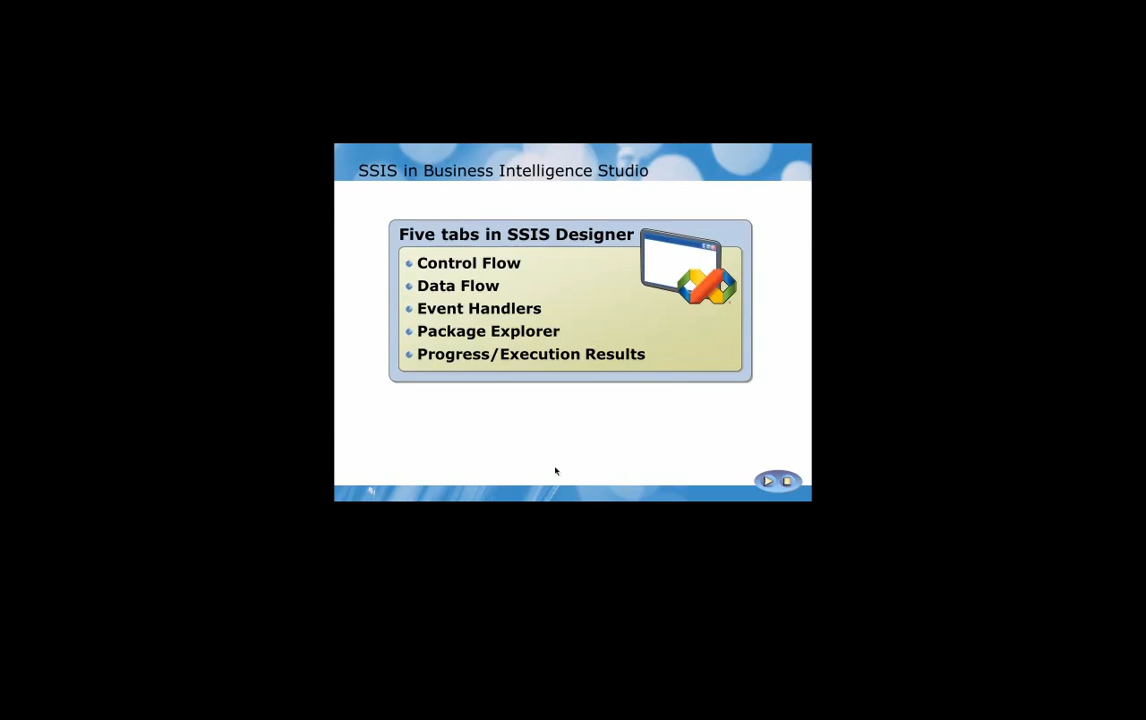 SSIS in Business Intelligence Studio
Five tabs in SSIS Designer
Control Flow
Data Flow
Event Handlers
Package Explorer
Progress/Execution Results